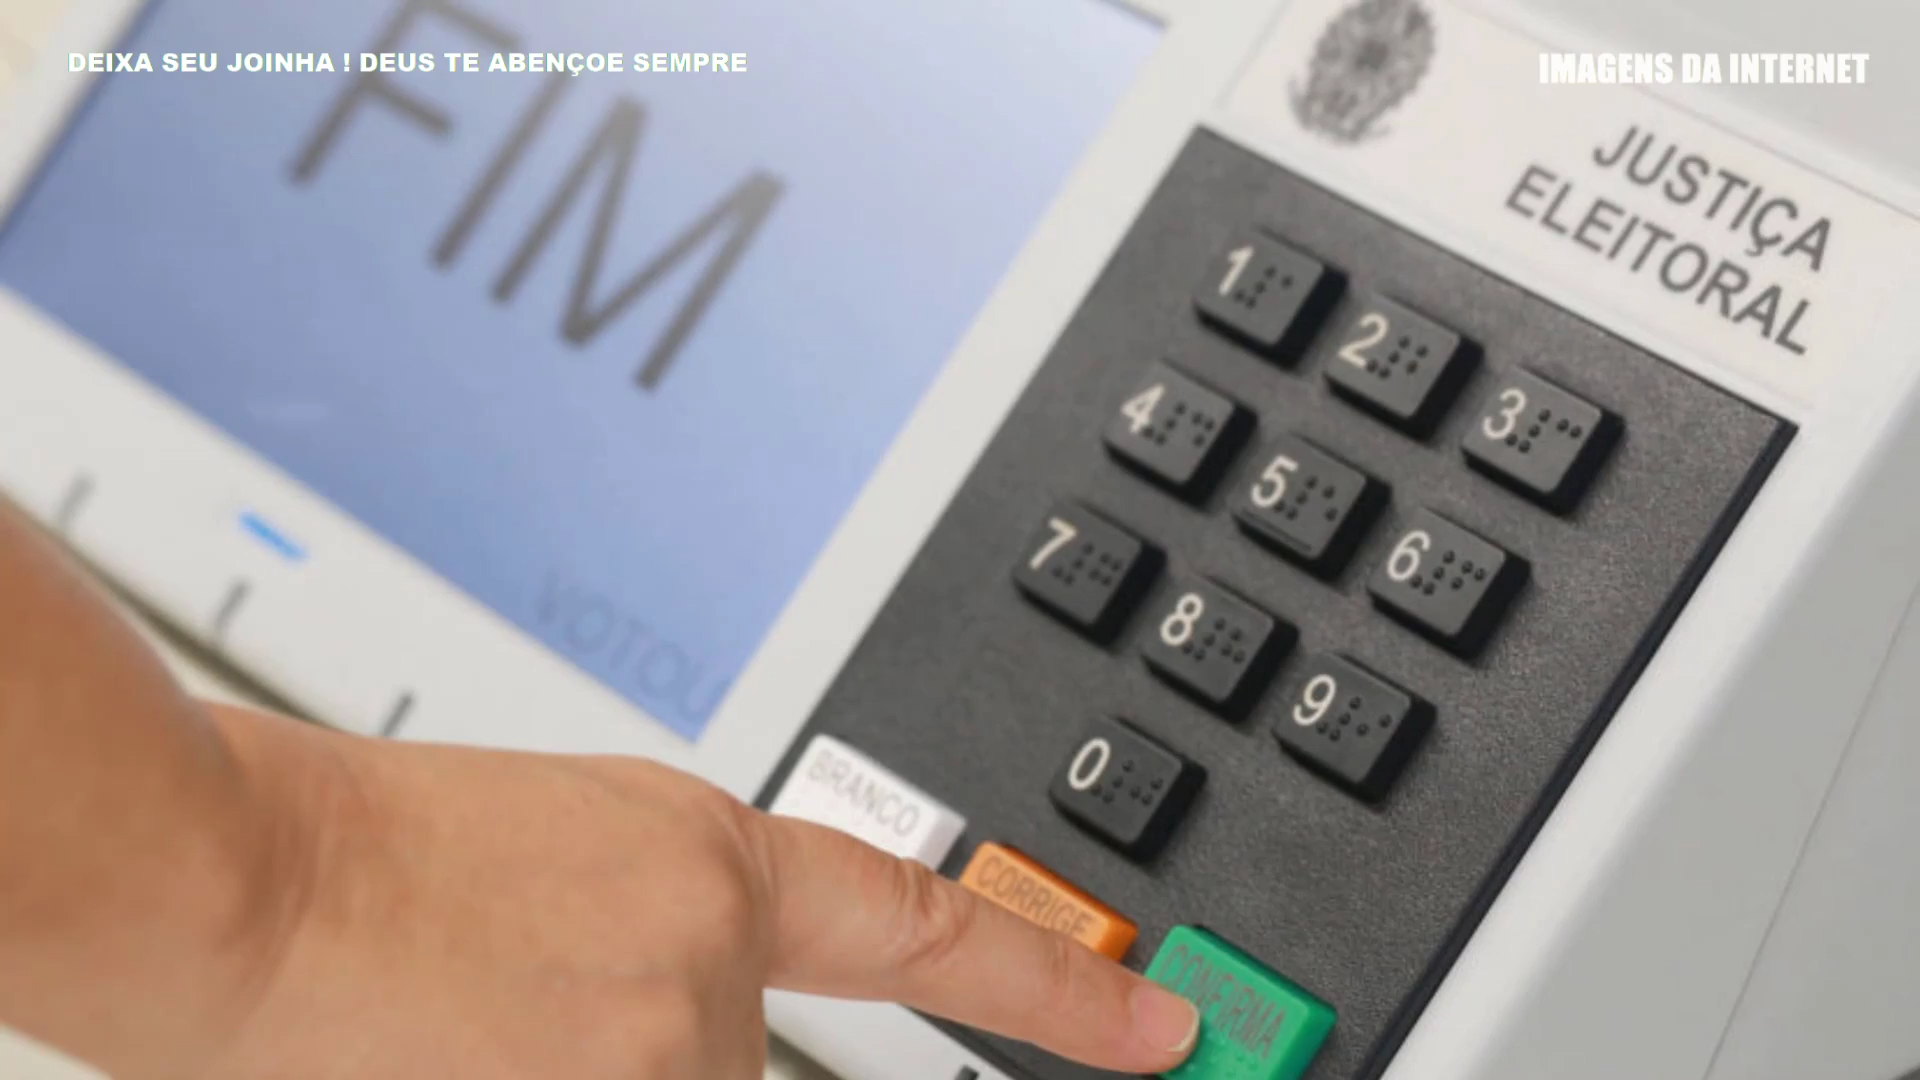 DEIXA SEU JOINHA ! DEUS TE ABENÇOE SEMPRE
IMAGENS DA INTERNET
FIM
VOTOU
JUSTIÇA
ELEITORAL
1
2
3
4
5
6
7
8
9
0
BRANCO
CORRIGE
CONFIRMA